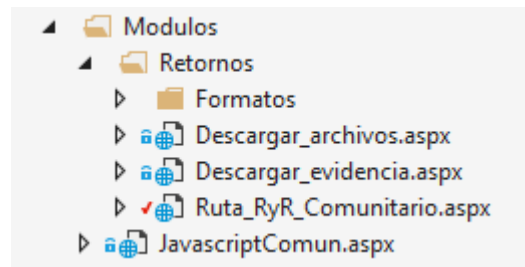 Modulos
Retornos
Formatos
Descargar_archivos.aspx
Descargar_evidencia.aspx
Ruta_RyR_Comunitario.aspx
JavascriptComun.aspx